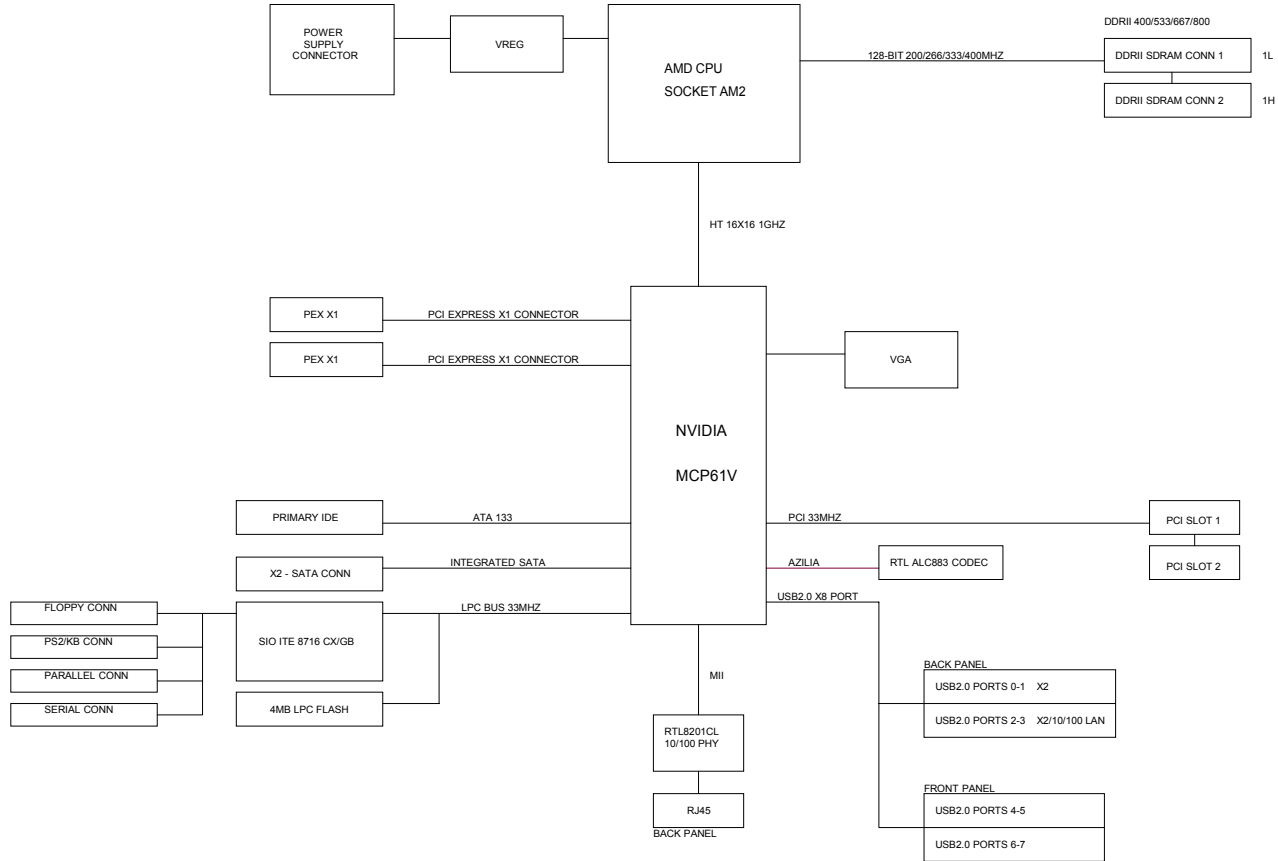 DDRII 400/533/667/800
POWER
SUPPLY
CONNECTOR
VREG
AMD CPU
SOCKET AM2
128-BIT 200/266/333/400MHZ
DDRII SDRAM CONN 1
1L
DDRII SDRAM CONN 2
1H
HT 16X16 1GHZ
PEX X1
PCI EXPRESS X1 CONNECTOR
PEX X1
PCI EXPRESS X1 CONNECTOR
VGA
NVIDIA
MCP61V
PRIMARY IDE
ATA 133
PCI 33MHZ
PCI SLOT 1
X2 - SATA CONN
INTEGRATED SATA
AZILIA
RTL ALC883 CODEC
PCI SLOT 2
USB2.0 X8 PORT
FLOPPY CONN
PS2/KB CONN
PARALLEL CONN
SERIAL CONN
SIO ITE 8716 CX/GB
LPC BUS 33MHZ
4MB LPC FLASH
MII
RTL8201CL
10/100 PHY
RJ45
BACK PANEL
BACK PANEL
USB2.0 PORTS 0-1 X2
USB2.0 PORTS 2-3 X2/10/100 LAN
FRONT PANEL
USB2.0 PORTS 4-5
USB2.0 PORTS 6-7